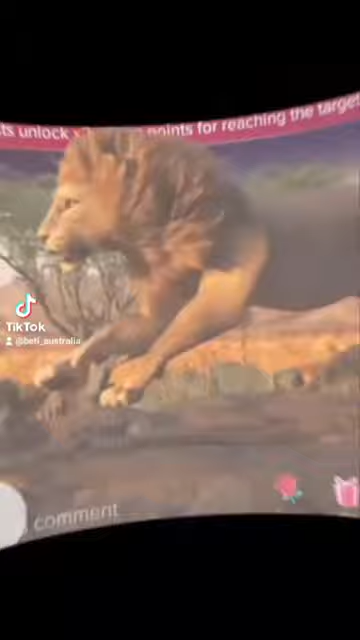 ts unlock
points for reaching the target
TikTok
@beti_australia
comment